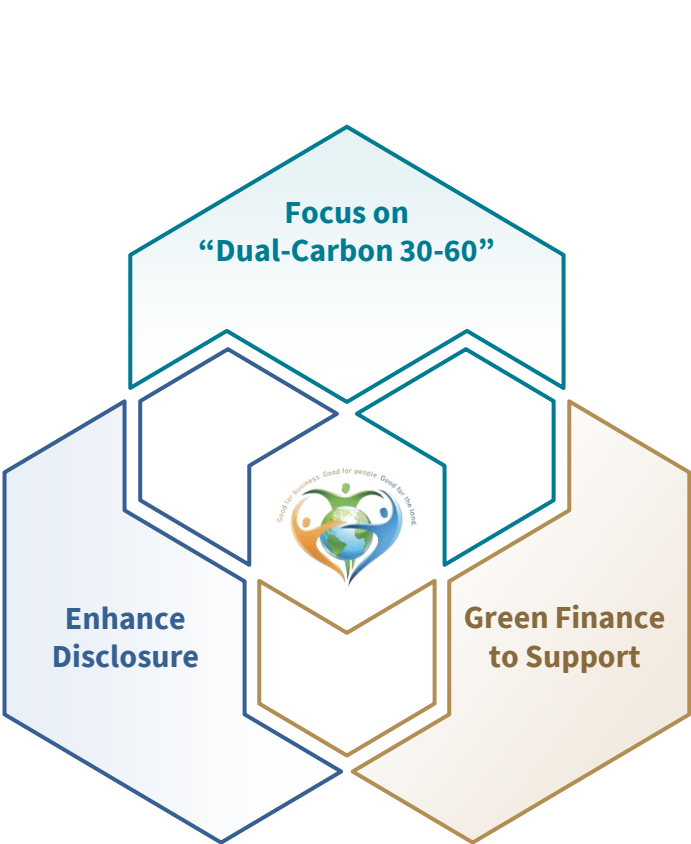 Focus on
“Dual-Carbon 30-60”
Good for business. Good for people. Good for the land.
Enhance
Disclosure
Green Finance
to Support